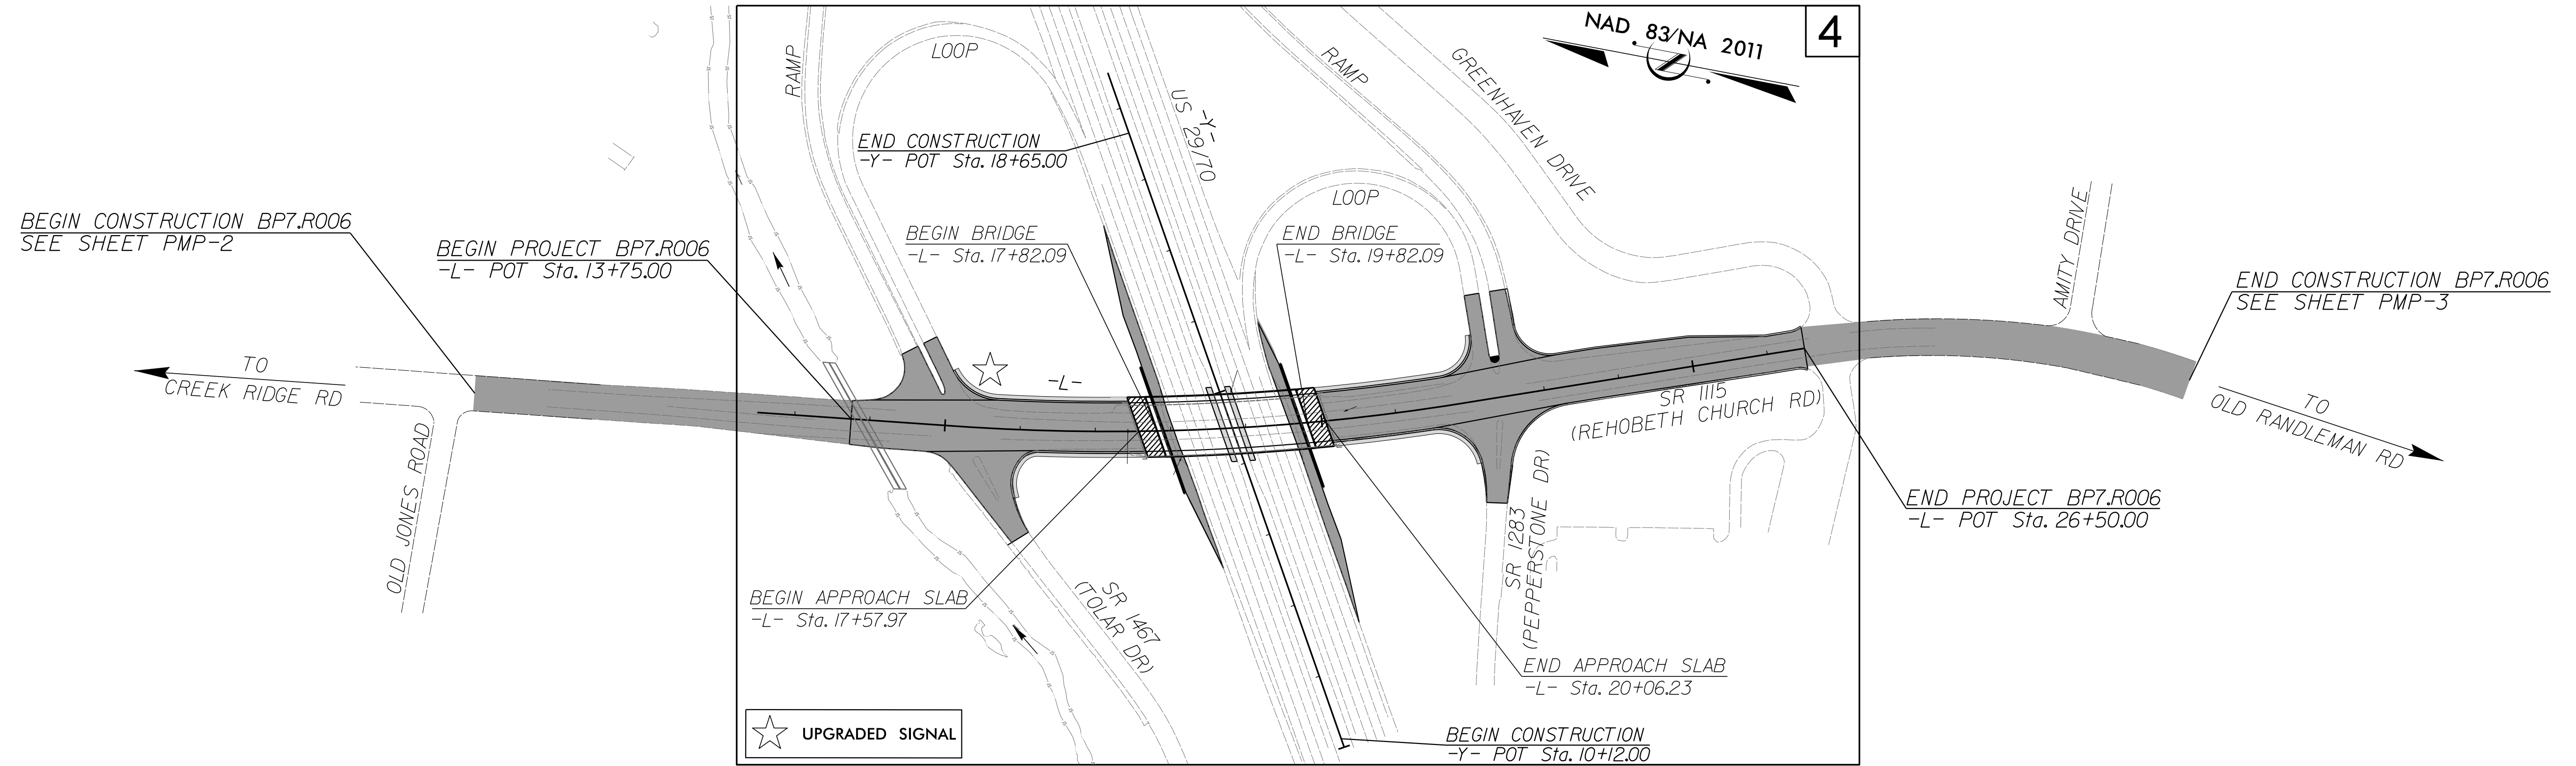 4
NAD 83/NA 2011
RAMP
LOOP
RAMP
GREENHAVEN DRIVE
-Y-
US 29/70
END CONSTRUCTION
-Y- POT Sta. 18+65.00
LOOP
BEGIN CONSTRUCTION BP7.R006
SEE SHEET PMP-2
BEGIN PROJECT BP7.R006
-L- POT Sta. 13+75.00
BEGIN BRIDGE
-L- Sta. 17+82.09
END BRIDGE
-L- Sta. 19+82.09
AMITY DRIVE
END CONSTRUCTION BP7.R006
SEE SHEET PMP-3
TO
CREEK RIDGE RD
-L-
SR 1115
(REHOBETH CHURCH RD)
TO
OLD RANDLEMAN RD
OLD JONES ROAD
END PROJECT BP7.R006
-L- POT Sta. 26+50.00
SR 1283
(PEPPERSTONE DR)
BEGIN APPROACH SLAB
-L- Sta. 17+57.97
SR 1467
(TOLAR DR)
END APPROACH SLAB
-L- Sta. 20+06.23
UPGRADED SIGNAL
BEGIN CONSTRUCTION
-Y- POT Sta. 10+12.00